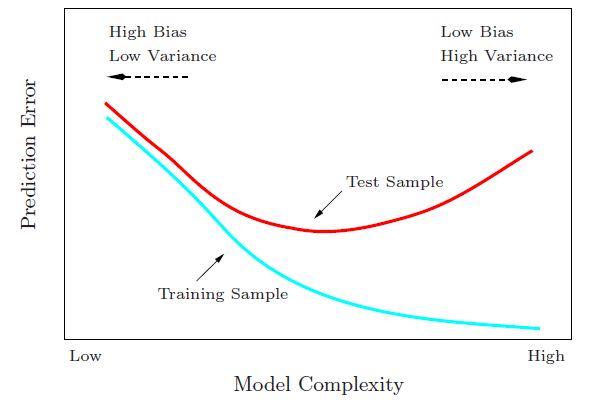 High Bias
Low Variance
Low Bias
High Variance
Prediction Error
Test Sample
Training Sample
Low
High
Model Complexity